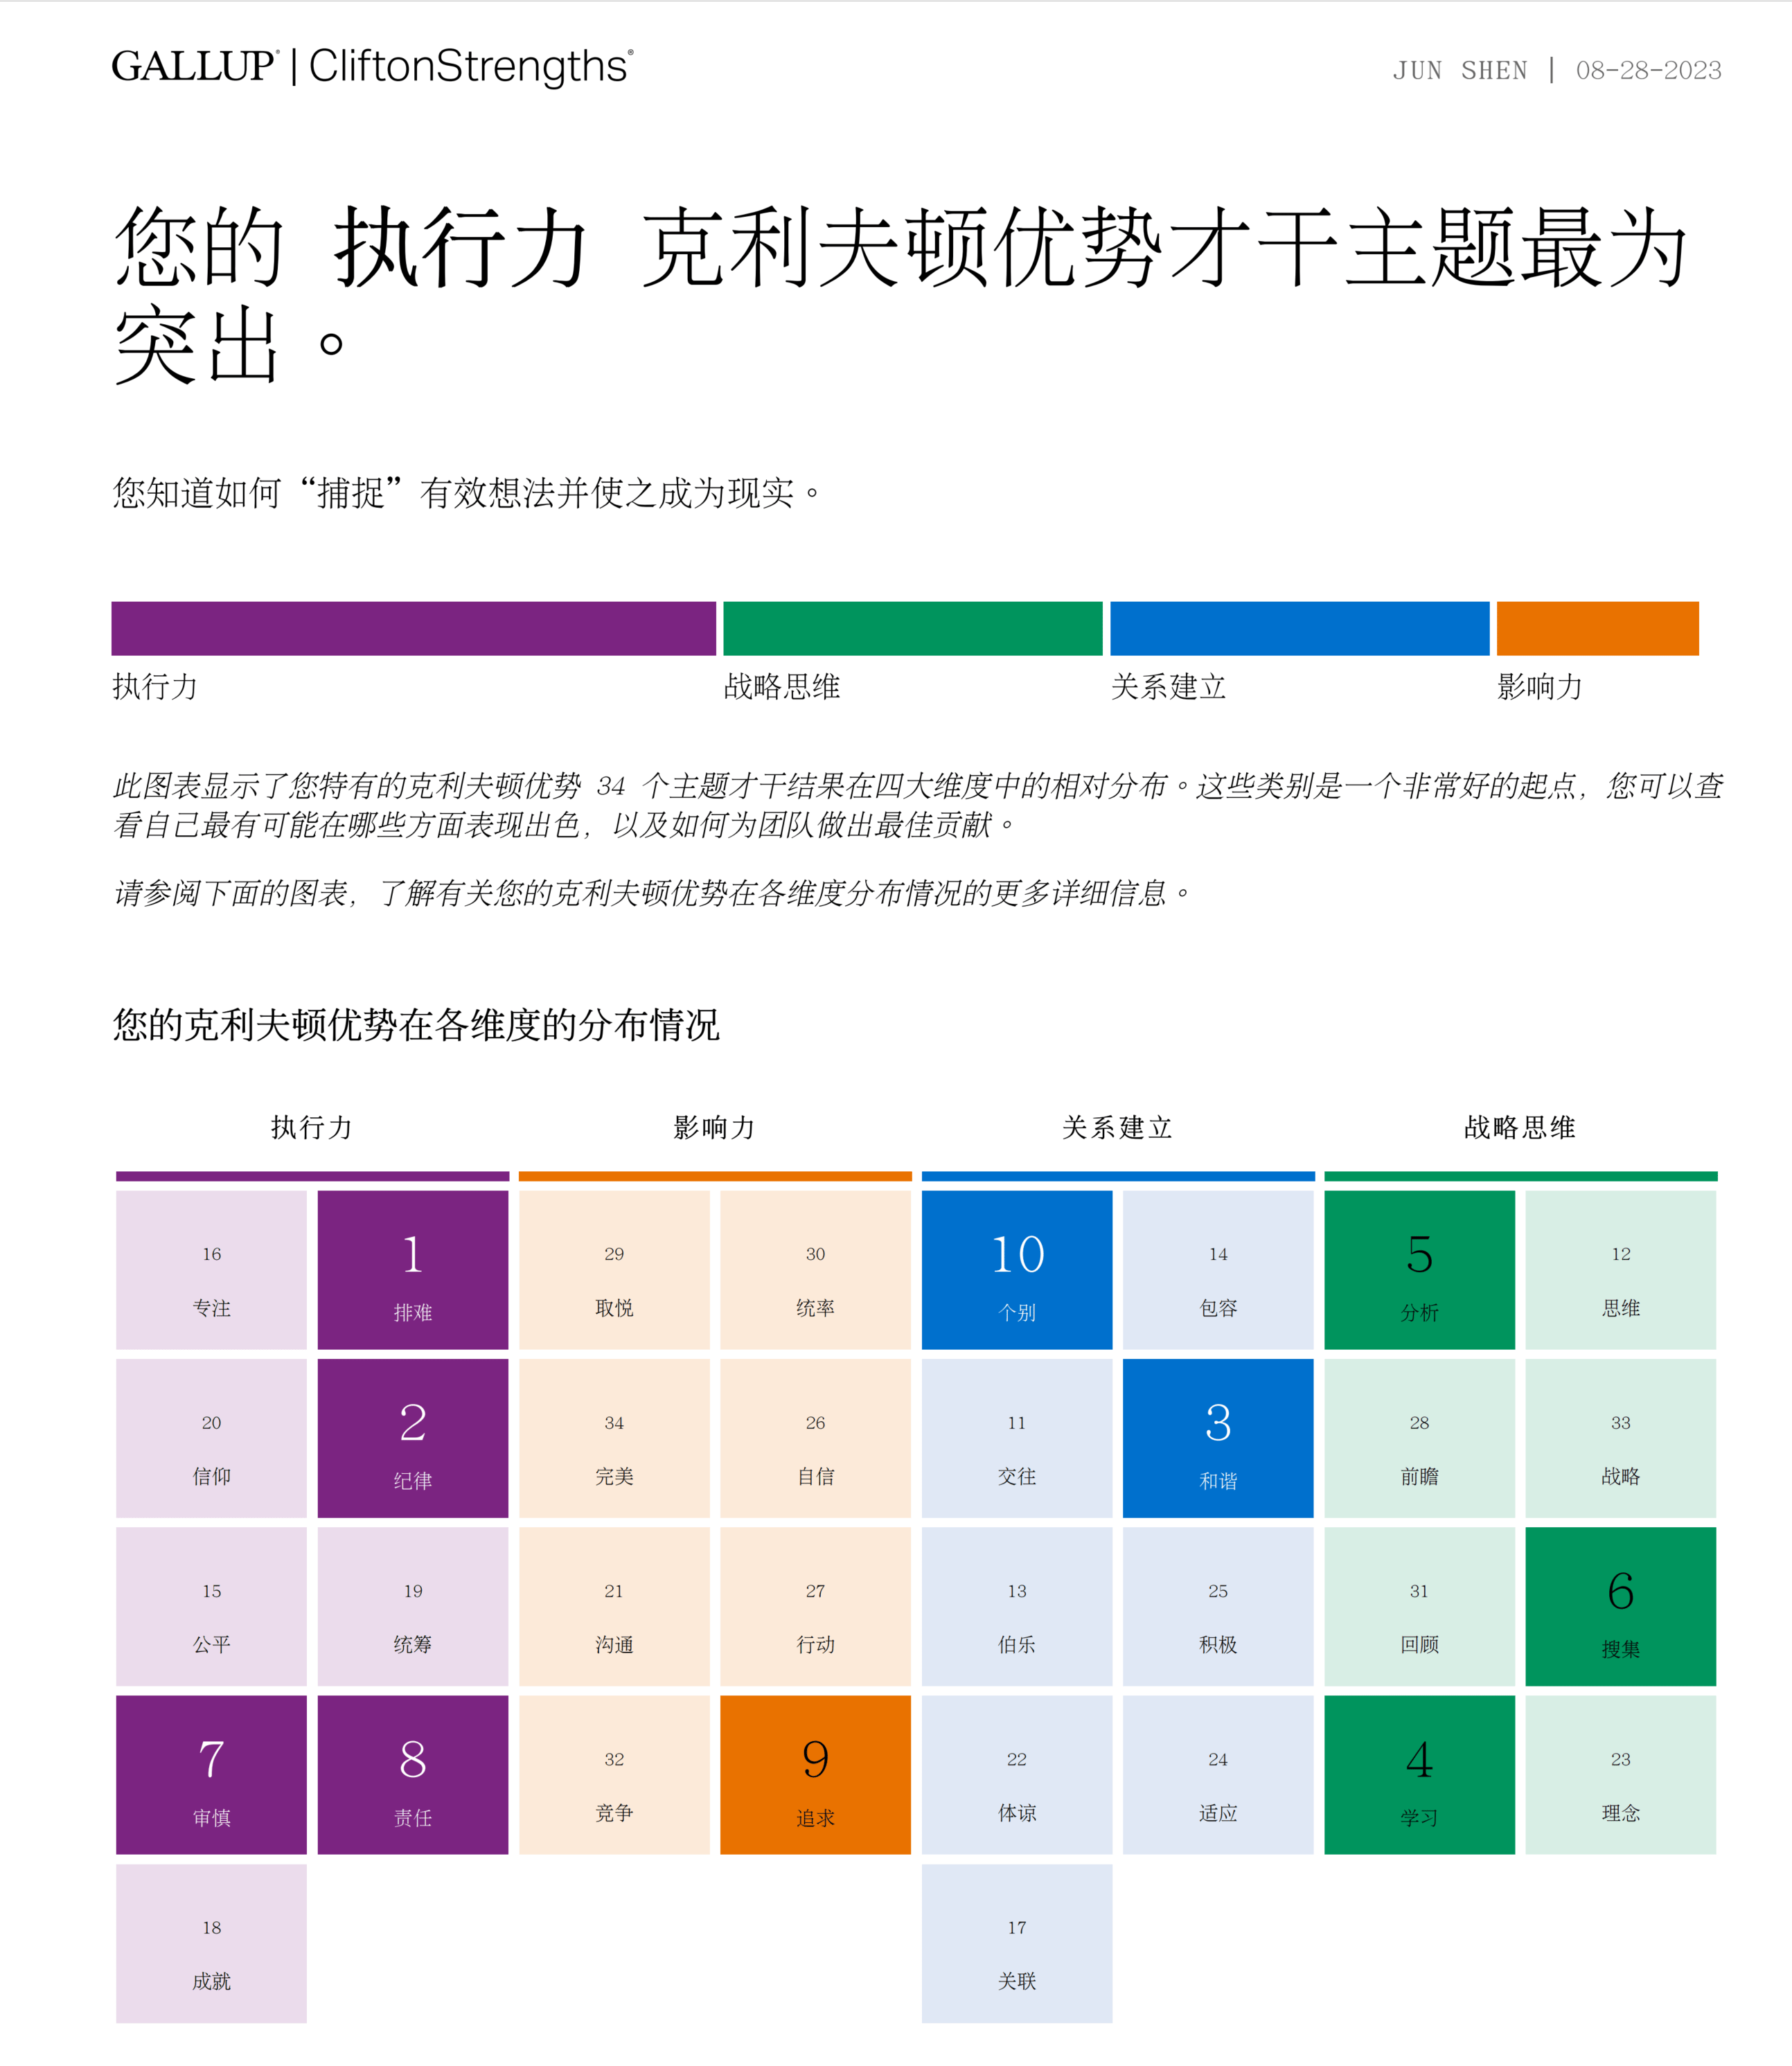 GALLUP® | CliftonStrengths®
JUN SHEN | 08-28-2023
您的 执行力 克利夫顿优势才干主题最为
突出。
您知道如何“捕捉”有效想法并使之成为现实。
执行力 战略思维 关系建立 影响力
此图表显示了您特有的克利夫顿优势 34 个主题才干结果在四大维度中的相对分布。这些类别是一个非常好的起点，您可以查
看自己最有可能在哪些方面表现出色，以及如何为团队做出最佳贡献。
请参阅下面的图表，了解有关您的克利夫顿优势在各维度分布情况的更多详细信息。
您的克利夫顿优势在各维度的分布情况
执行力 影响力 关系建立 战略思维
16 1 29 30 10 14 5 12
专注 排难 取悦 统率 个别 包容 分析 思维
20 2 34 26 11 3 28 33
信仰 纪律 完美 自信 交往 和谐 前瞻 战略
15 19 21 27 13 25 31 6
公平 统筹 沟通 行动 伯乐 积极 回顾 搜集
7 8 32 9 22 24 4 23
审慎 责任 竞争 追求 体谅 适应 学习 理念
18 17
成就 关联